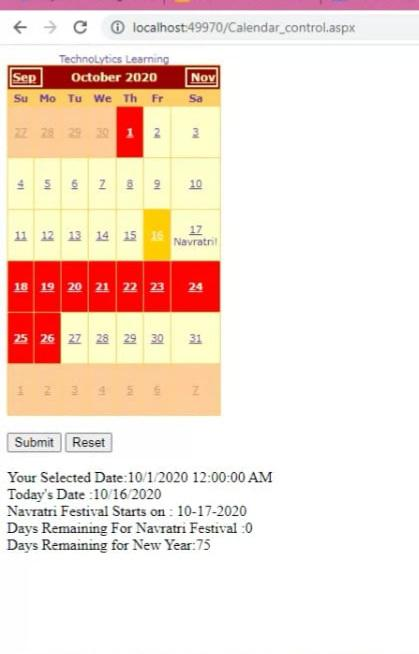 localhost:49970/Calendar_control.aspx
TechnoLytics Learning
Sep October 2020 Nov
Su Mo Tu We Th Fr Sa
27 28 29 30 1 2 3
4 5 6 7 8 9 10
11 12 13 14 15 16 17
Navratri!
18 19 20 21 22 23 24
25 26 27 28 29 30 31
1 2 3 4 5 6 7
Submit Reset
Your Selected Date:10/1/2020 12:00:00 AM
Today's Date :10/16/2020
Navratri Festival Starts on : 10-17-2020
Days Remaining For Navratri Festival :0
Days Remaining for New Year:75